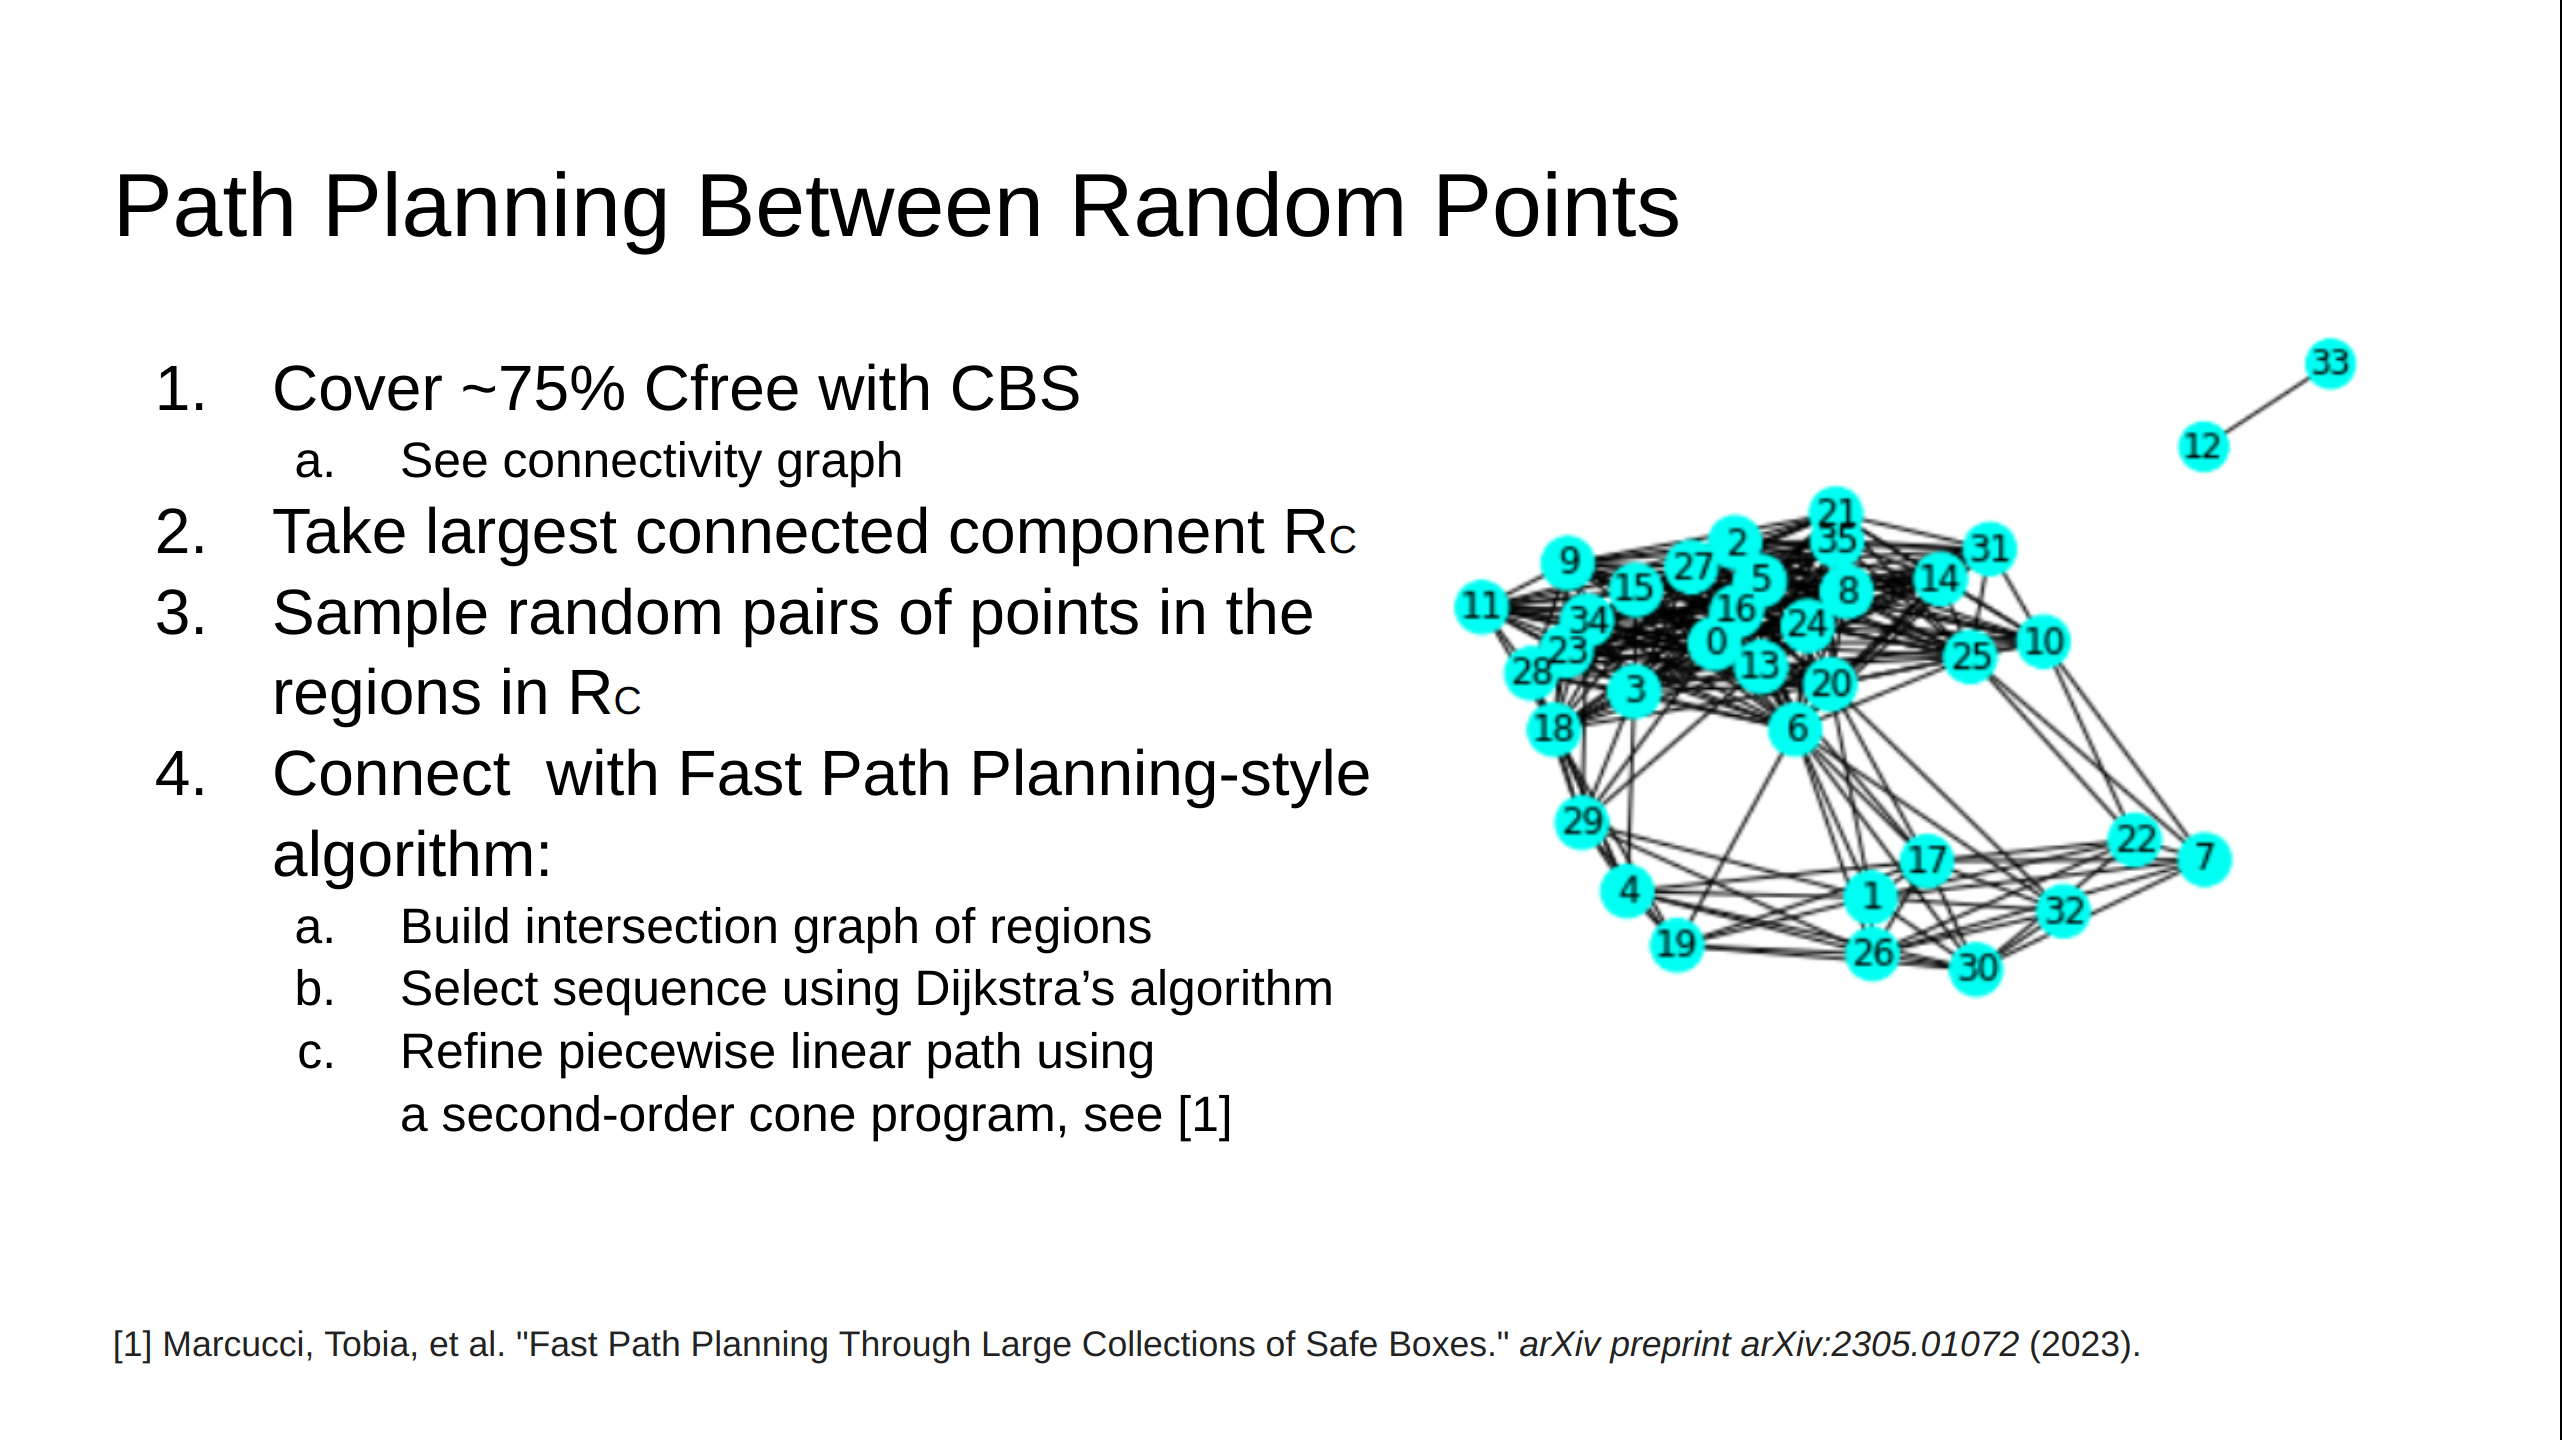 Path Planning Between Random Points
1. Cover ~75% Cfree with CBS
a. See connectivity graph
2. Take largest connected component RC
3. Sample random pairs of points in the
regions in RC
4. Connect  with Fast Path Planning-style
algorithm:
a. Build intersection graph of regions
b. Select sequence using Dijkstra’s algorithm
c. Refine piecewise linear path using
a second-order cone program, see [1]
33
12
21
35
2
31
9
27
5
14
15
8
11
16
34
24
0
10
23
13
25
28
3
20
18
6
29
22
17
7
4
1
32
19
26
30
[1] Marcucci, Tobia, et al. "Fast Path Planning Through Large Collections of Safe Boxes." arXiv preprint arXiv:2305.01072 (2023).